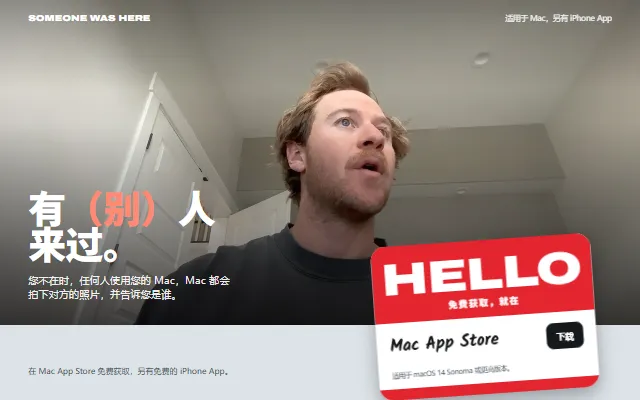 SOMEONE WAS HERE
适用于 Mac，另有 iPhone App
有（别）人
来过。
您不在时，任何人使用您的 Mac，Mac 都会
拍下对方的照片，并告诉您是谁。
HELLO
免费获取，就在
Mac App Store
下载
适用于 macOS 14 Sonoma 或更高版本。
在 Mac App Store 免费获取，另有免费的 iPhone App。